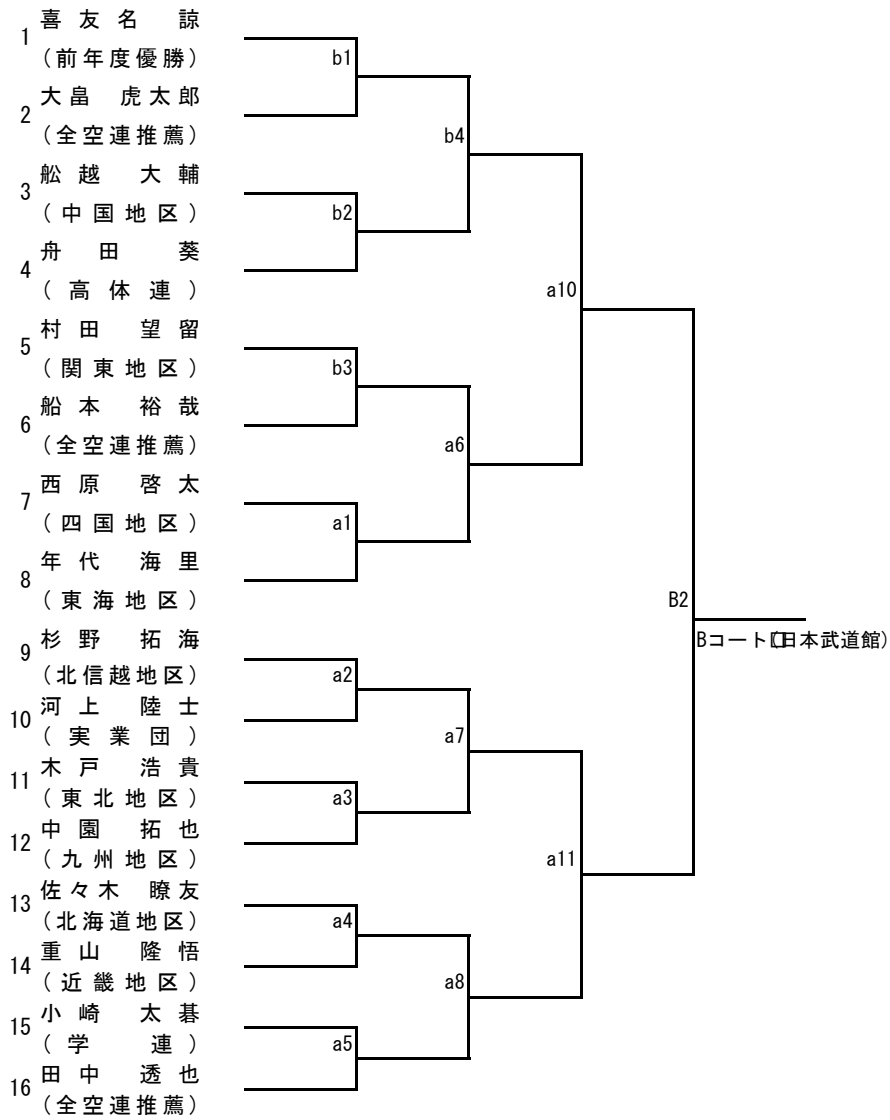 1 喜友名 諒
(前年度優勝)
b1
2 大畠 虎太郎
(全空連推薦)
b4
3 舩越 大輔
(中国地区)
b2
4 舟田 葵
(高体連)
a10
5 村田 望留
(関東地区)
b3
6 船本 裕哉
(全空連推薦)
a6
7 西原 啓太
(四国地区)
a1
8 年代 海里
(東海地区)
B2
Bコート 日本武道館)
9 杉野 拓海
(北信越地区)
a2
10 河上 陸士
(実業団)
a7
11 木戸 浩貴
(東北地区)
a3
12 中園 拓也
(九州地区)
a11
13 佐々木 瞭友
(北海道地区)
a4
14 重山 隆悟
(近畿地区)
a8
15 小崎 太碁
(学連)
a5
16 田中 透也
(全空連推薦)